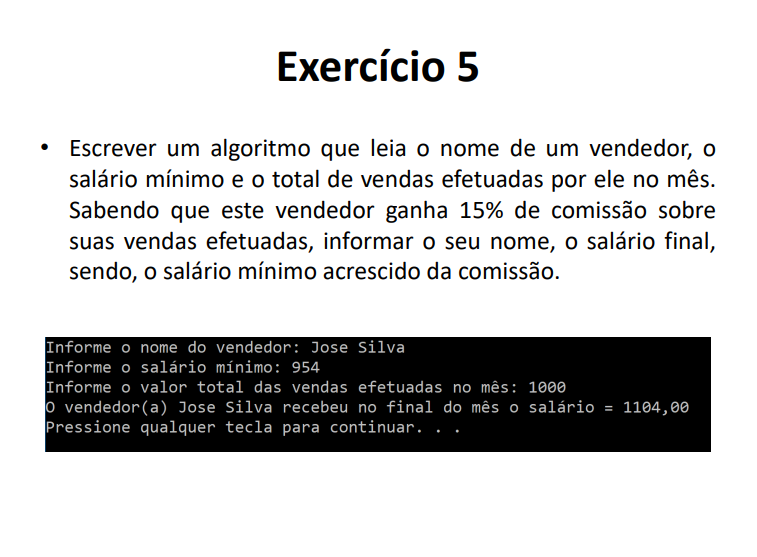 Exercício 5
• Escrever um algoritmo que leia o nome de um vendedor, o
salário mínimo e o total de vendas efetuadas por ele no mês.
Sabendo que este vendedor ganha 15% de comissão sobre
suas vendas efetuadas, informar o seu nome, o salário final,
sendo, o salário mínimo acrescido da comissão.
Informe o nome do vendedor: Jose Silva
Informe o salário mínimo: 954
Informe o valor total das vendas efetuadas no mês: 1000
O vendedor(a) Jose Silva recebeu no final do mês o salário = 1104,00
Pressione qualquer tecla para continuar. . .